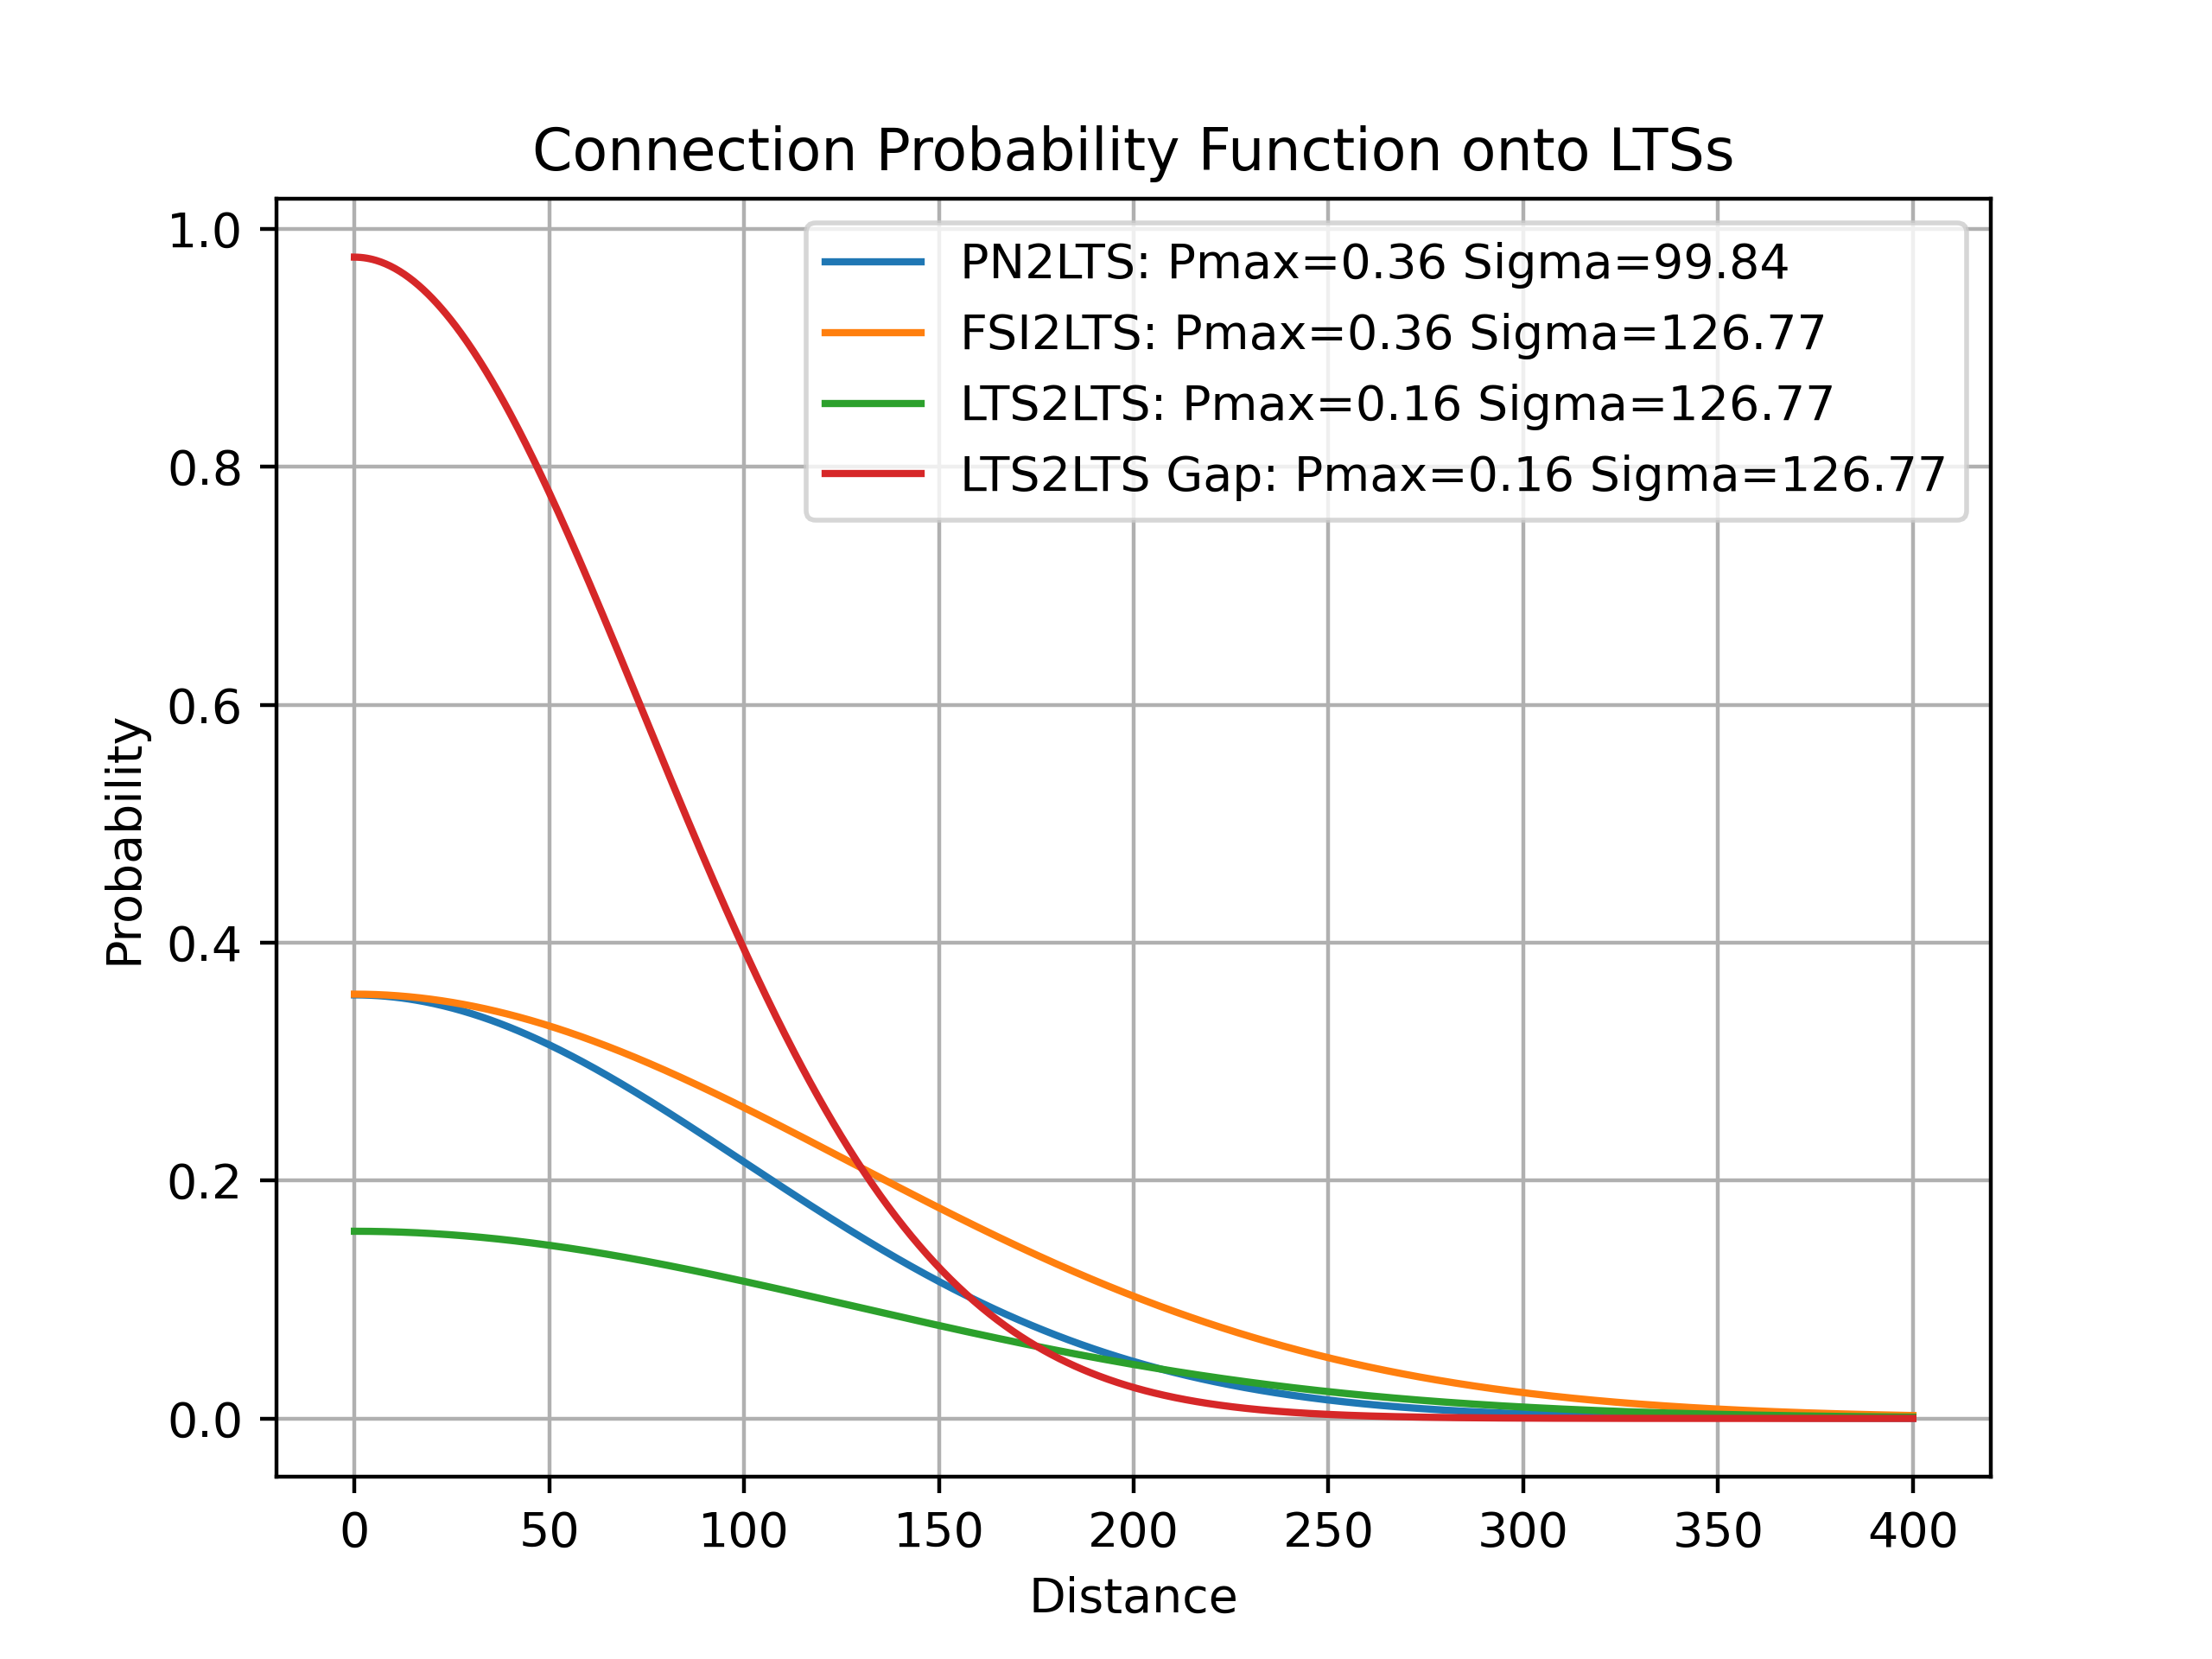 Connection Probability Function onto LTSs
PN2LTS: Pmax=0.36 Sigma=99.84
FSI2LTS: Pmax=0.36 Sigma=126.77
LTS2LTS: Pmax=0.16 Sigma=126.77
LTS2LTS Gap: Pmax=0.16 Sigma=126.77
Probability
1.0
0.8
0.6
0.4
0.2
0.0
0 50 100 150 200 250 300 350 400
Distance